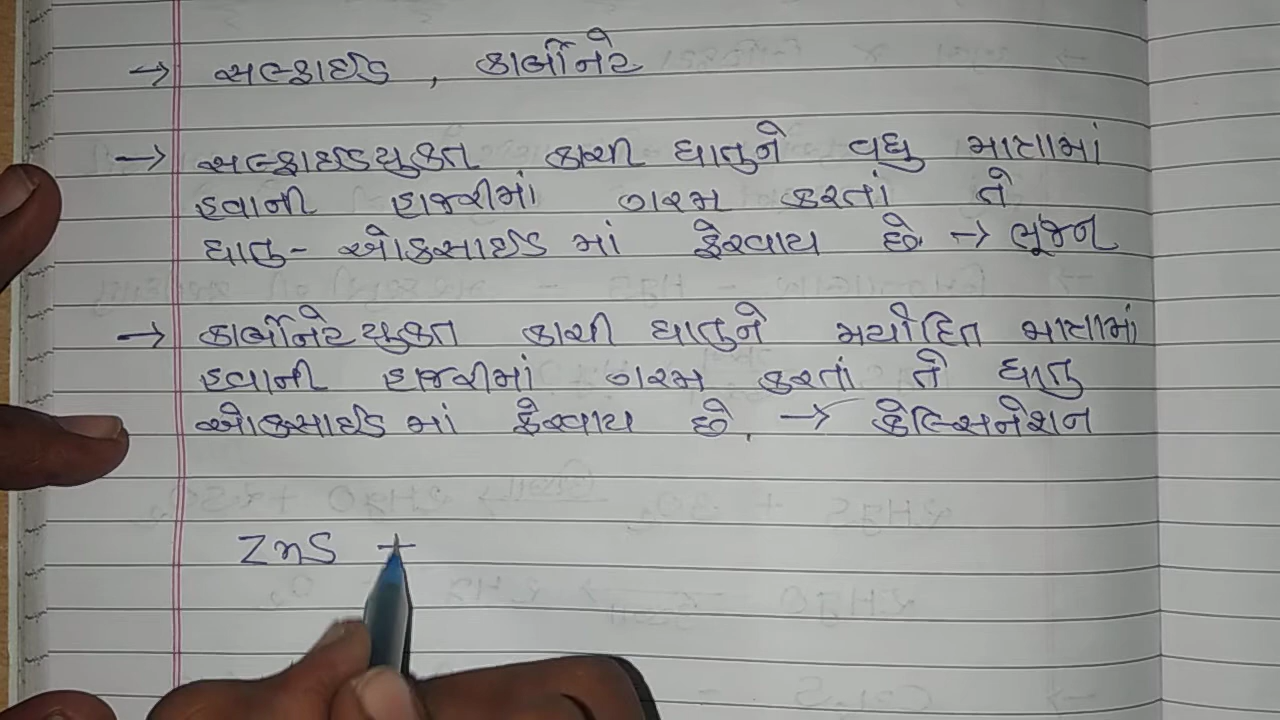 → સલ્ફાઈડ , કાર્બોનેટ
→ સલ્ફાઈડયુક્ત કાચી ધાતુને વધુ માત્રામાં
હવાની હાજરીમાં ગરમ કરતાં તે
ધાતુ - ઓક્સાઈડ માં ફેરવાય છે. → ભૂંજન
→ કાર્બોનેટયુક્ત કાચી ધાતુને મર્યાદિત માત્રામાં
હવાની હાજરીમાં ગરમ કરતાં તે ધાતુ
ઓક્સાઈડ માં ફેરવાય છે. → કેલ્સિનેશન
ZnS +